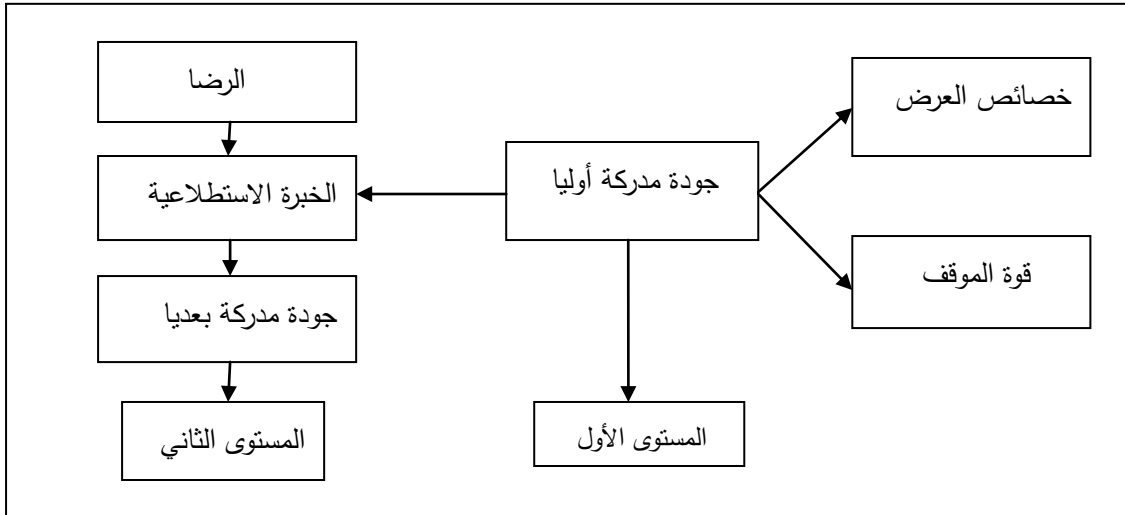 خصائص العرض
الرضا
جودة مدركة أوليا
الخبرة الاستطلاعية
قوة الموقف
جودة مدركة بعديا
المستوى الأول
المستوى الثاني